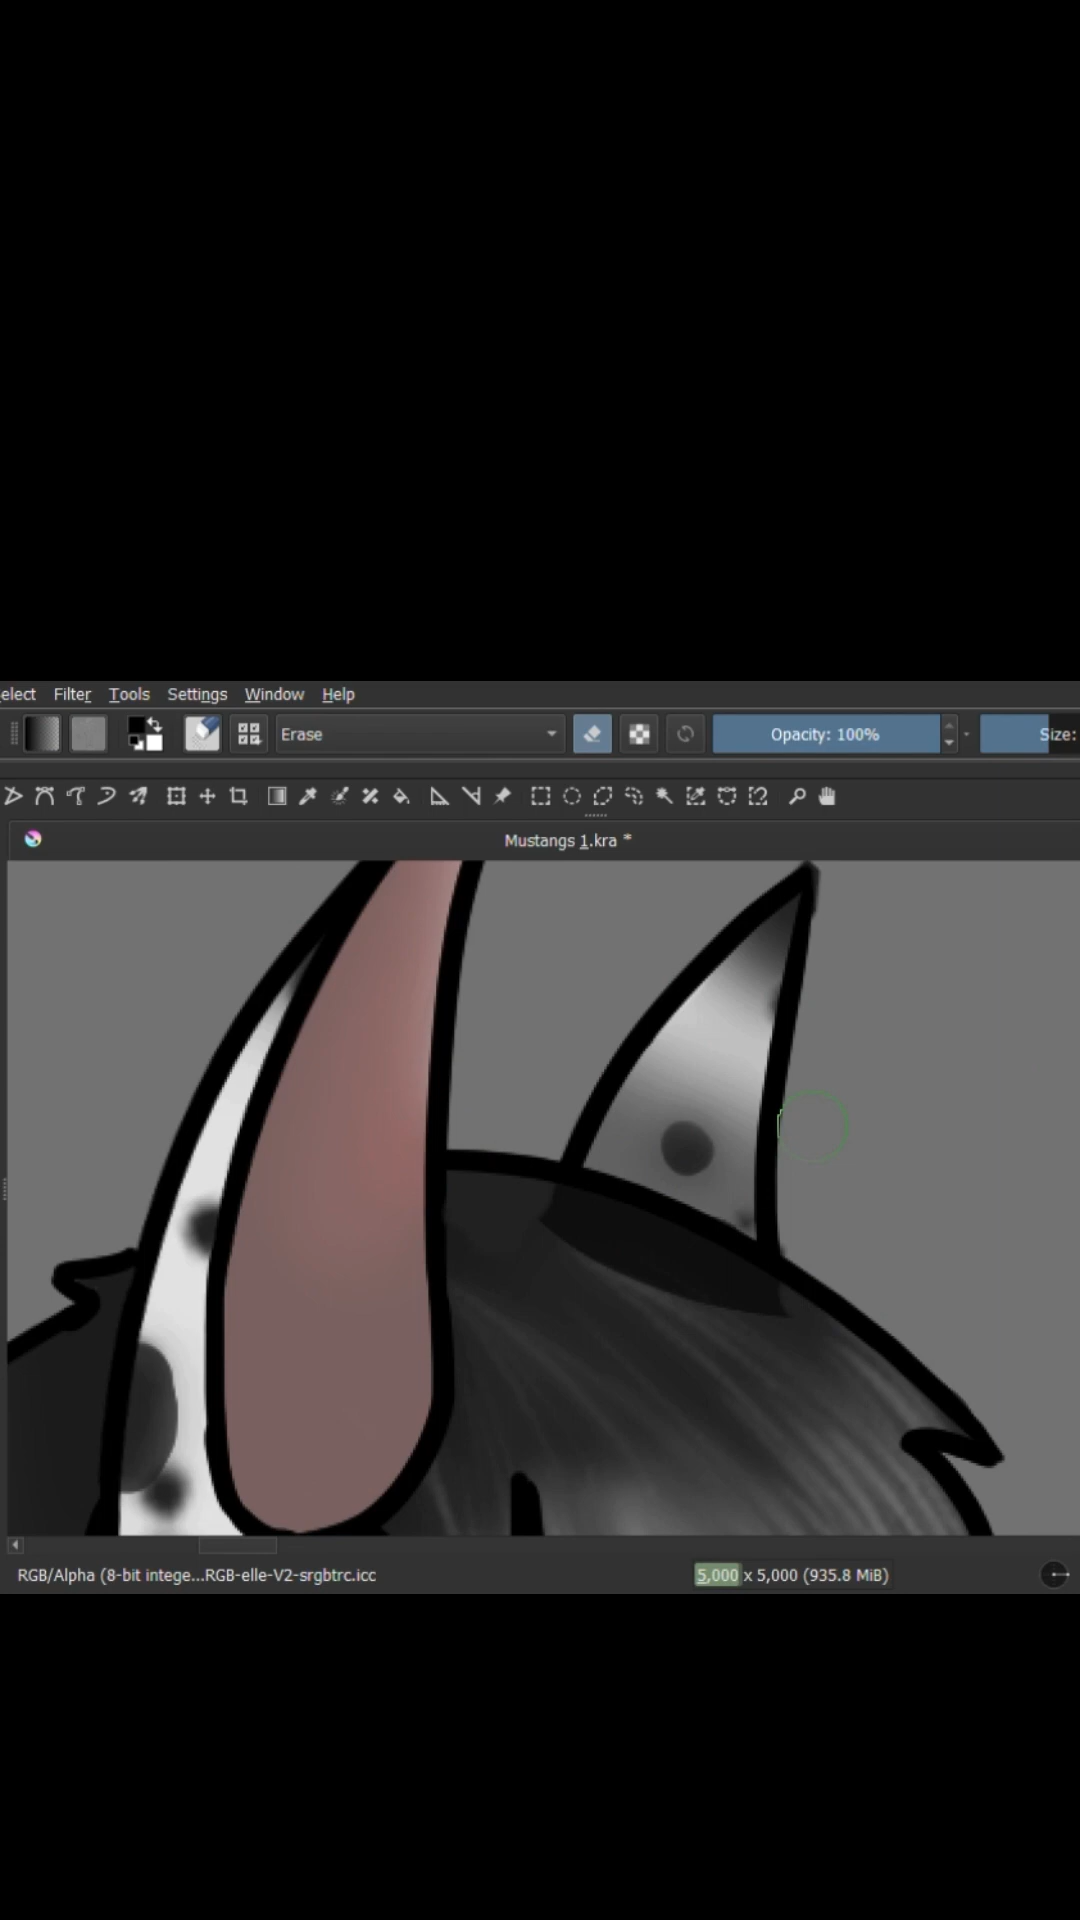 elect Filter Tools Settings Window Help
Erase Opacity: 100% Size:
Mustangs 1.kra *
RGB/Alpha (8-bit intege...RGB-elle-V2-srgbtrc.icc 5,000 x 5,000 (935.8 MiB)